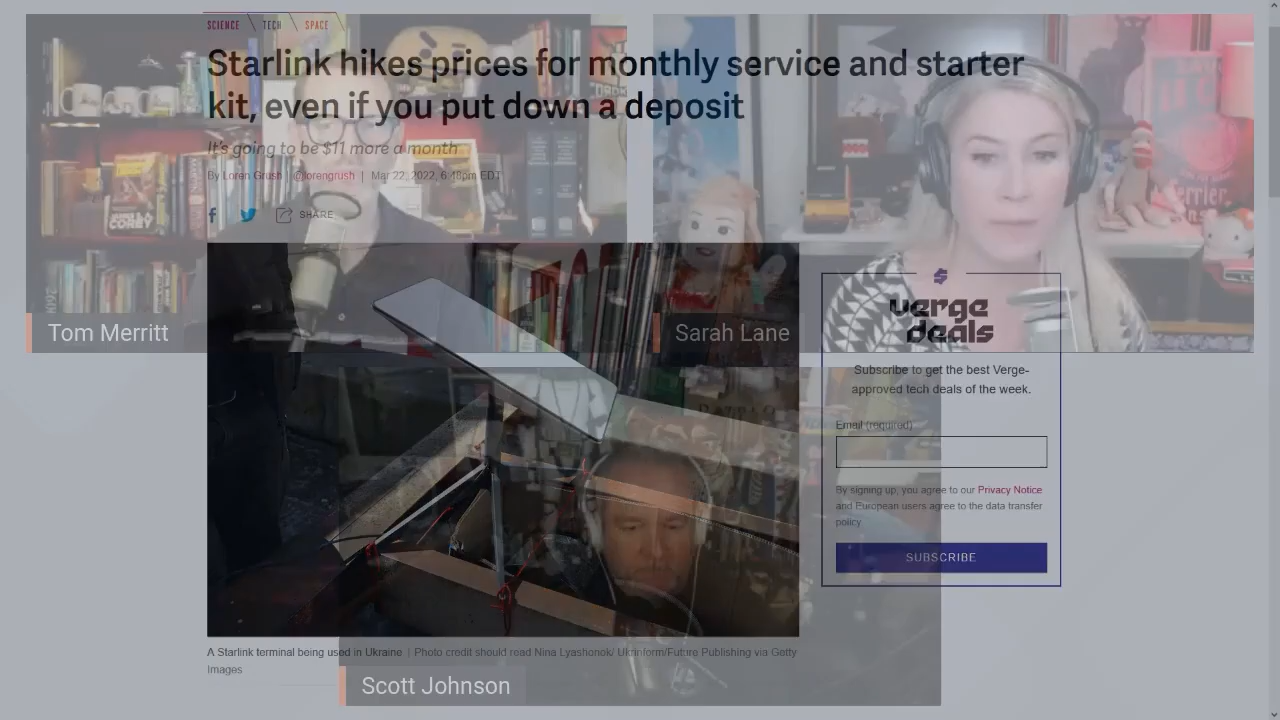 SCIENCE TECH SPACE
Starlink hikes prices for monthly service and starter
kit, even if you put down a deposit
It's going to be $11 more a month
By Loren Grush | @lorengrush | Mar 22, 2022, 6:48pm EDT
SHARE
Tom Merritt
Sarah Lane
verge
deals
Subscribe to get the best Verge-
approved tech deals of the week.
Email (required)
By signing up, you agree to our Privacy Notice
and European users agree to the data transfer
policy.
SUBSCRIBE
A Starlink terminal being used in Ukraine | Photo credit should read Nina Lyashonok/ Ukrinform/Future Publishing via Getty
Images
Scott Johnson